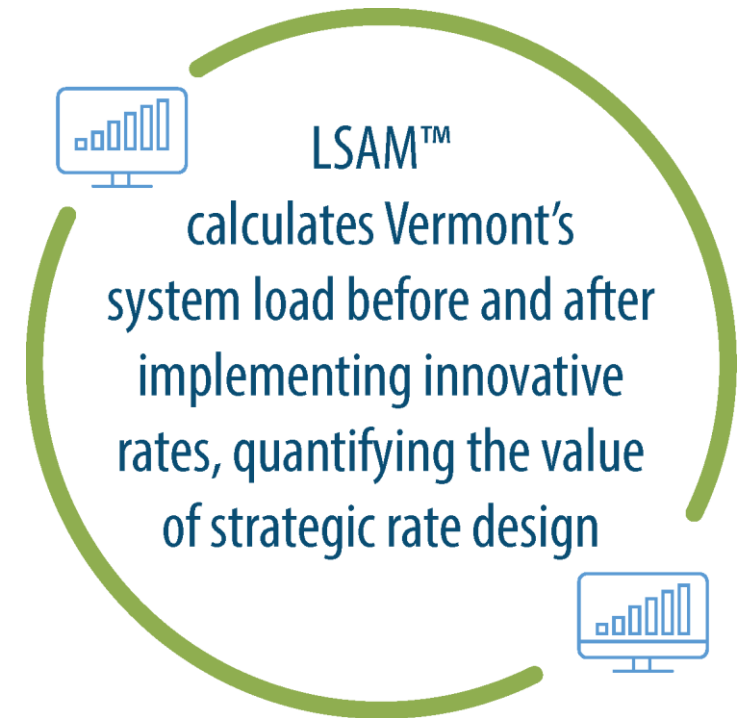 LSAM™
calculates Vermont’s
system load before and after
implementing innovative
rates, quantifying the value
of strategic rate design